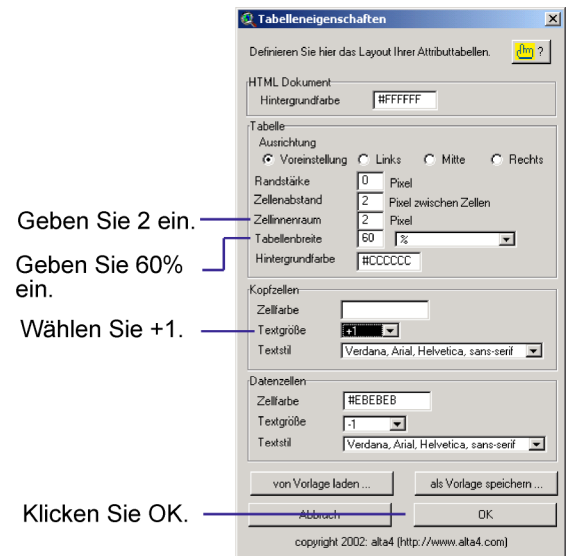 Tabelleneigenschaften
Definieren Sie hier das Layout Ihrer Attributtabellen.
?
HTML Dokument
Hintergrundfarbe #FFFFFF
Tabelle
Ausrichtung
Voreinstellung Links Mitte Rechts
Randstärke 0 Pixel
Zellenabstand 2 Pixel zwischen Zellen
Geben Sie 2 ein.
Zellinnenraum 2 Pixel
Tabellenbreite 60 %
Geben Sie 60%
ein.
Hintergrundfarbe #CCCCCC
Kopfzellen
Zellfarbe
Wählen Sie +1.
Textgröße +1
Textstil Verdana, Arial, Helvetica, sans-serif
Datenzellen
Zellfarbe #EBEBEB
Textgröße -1
Textstil Verdana, Arial, Helvetica, sans-serif
von Vorlage laden ... als Vorlage speichern ...
Klicken Sie OK.
Abbruch OK
copyright 2002: alta4 (http://www.alta4.com)